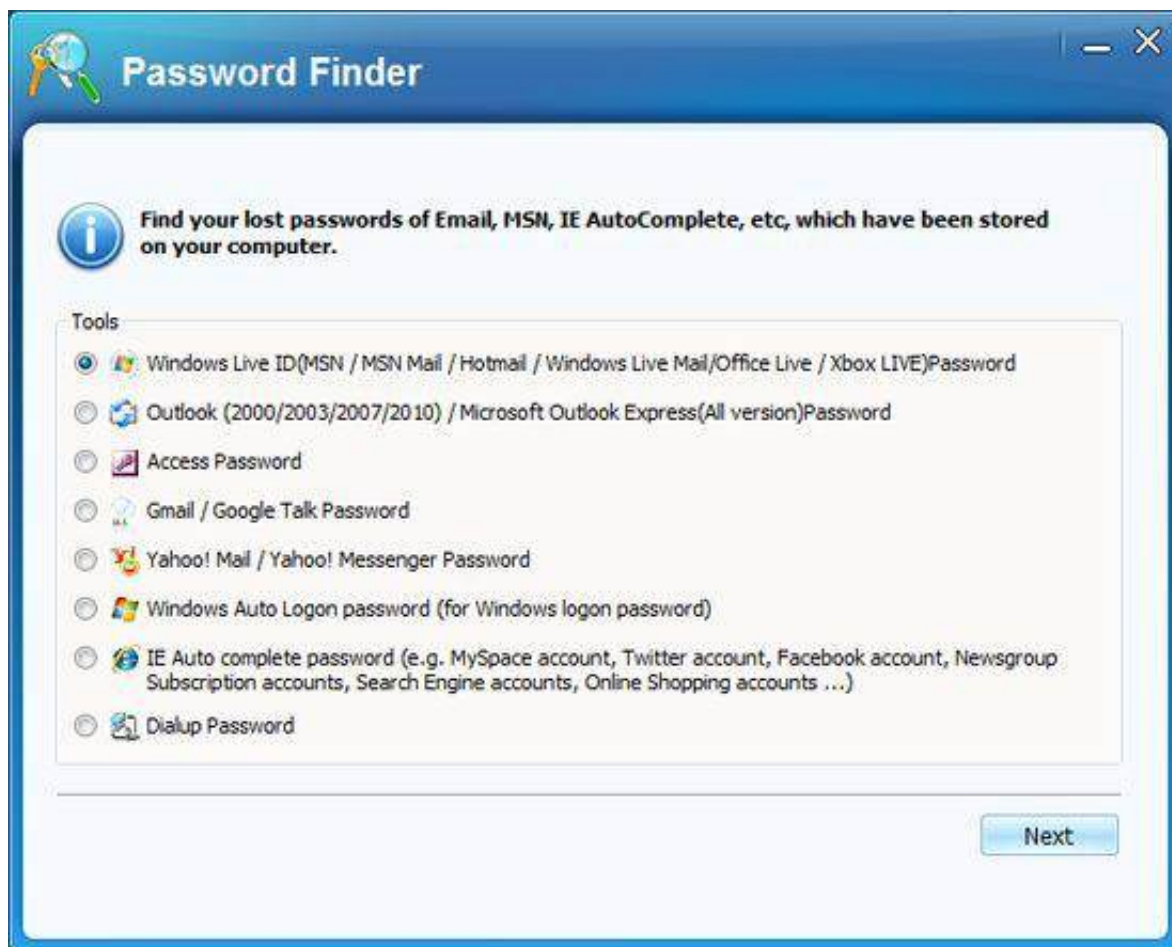 Password Finder
Find your lost passwords of Email, MSN, IE AutoComplete, etc, which have been stored
on your computer.
Tools
Windows Live ID(MSN / MSN Mail / Hotmail / Windows Live Mail/Office Live / Xbox LIVE)Password
Outlook (2000/2003/2007/2010) / Microsoft Outlook Express(All version)Password
Access Password
Gmail / Google Talk Password
Yahoo! Mail / Yahoo! Messenger Password
Windows Auto Logon password (for Windows logon password)
IE Auto complete password (e.g. MySpace account, Twitter account, Facebook account, Newsgroup
Subscription accounts, Search Engine accounts, Online Shopping accounts ...)
Dialup Password
Next